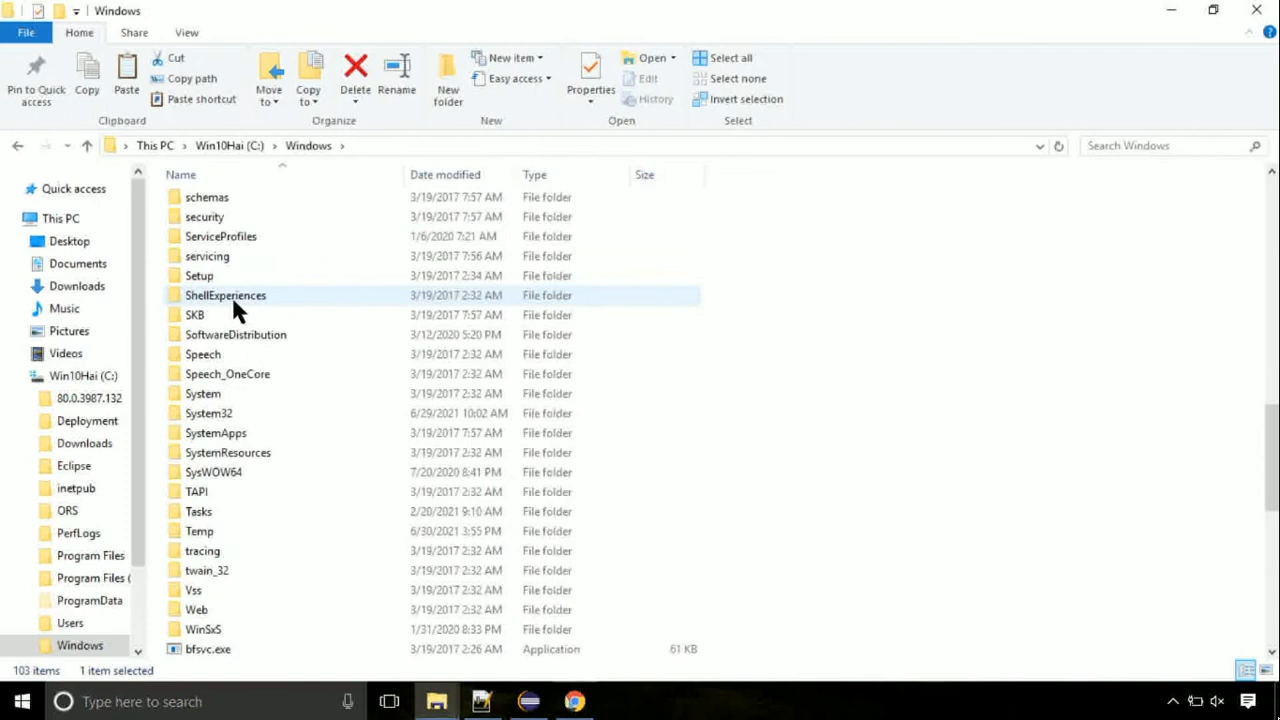 Windows
File Home Share View
Pin to Quick access
Copy
Paste
Cut
Copy path
Paste shortcut
Clipboard
Move to
Copy to
Delete
Rename
Organize
New folder
New item
Easy access
New
Properties
Open
Edit
History
Open
Select all
Select none
Invert selection
Select
This PC Win10Hai (C:) Windows
Search Windows
Quick access
This PC
Desktop
Documents
Downloads
Music
Pictures
Videos
Win10Hai (C:)
80.0.3987.132
Deployment
Downloads
Eclipse
inetpub
ORS
PerfLogs
Program Files
Program Files (
ProgramData
Users
Windows
Name Date modified Type Size
schemas 3/19/2017 7:57 AM File folder
security 3/19/2017 7:57 AM File folder
ServiceProfiles 1/6/2020 7:21 AM File folder
servicing 3/19/2017 7:56 AM File folder
Setup 3/19/2017 2:34 AM File folder
ShellExperiences 3/19/2017 2:32 AM File folder
SKB 3/19/2017 7:57 AM File folder
SoftwareDistribution 3/12/2020 5:20 PM File folder
Speech 3/19/2017 2:32 AM File folder
Speech_OneCore 3/19/2017 2:32 AM File folder
System 3/19/2017 2:32 AM File folder
System32 6/29/2021 10:02 AM File folder
SystemApps 3/19/2017 7:57 AM File folder
SystemResources 3/19/2017 2:32 AM File folder
SysWOW64 7/20/2020 8:41 PM File folder
TAPI 3/19/2017 2:32 AM File folder
Tasks 2/20/2021 9:10 AM File folder
Temp 6/30/2021 3:55 PM File folder
tracing 3/19/2017 2:32 AM File folder
twain_32 3/19/2017 2:32 AM File folder
Vss 3/19/2017 2:32 AM File folder
Web 3/19/2017 2:32 AM File folder
WinSxS 1/31/2020 8:33 PM File folder
bfsvc.exe 3/19/2017 2:26 AM Application 61 KB
103 items 1 item selected
Type here to search